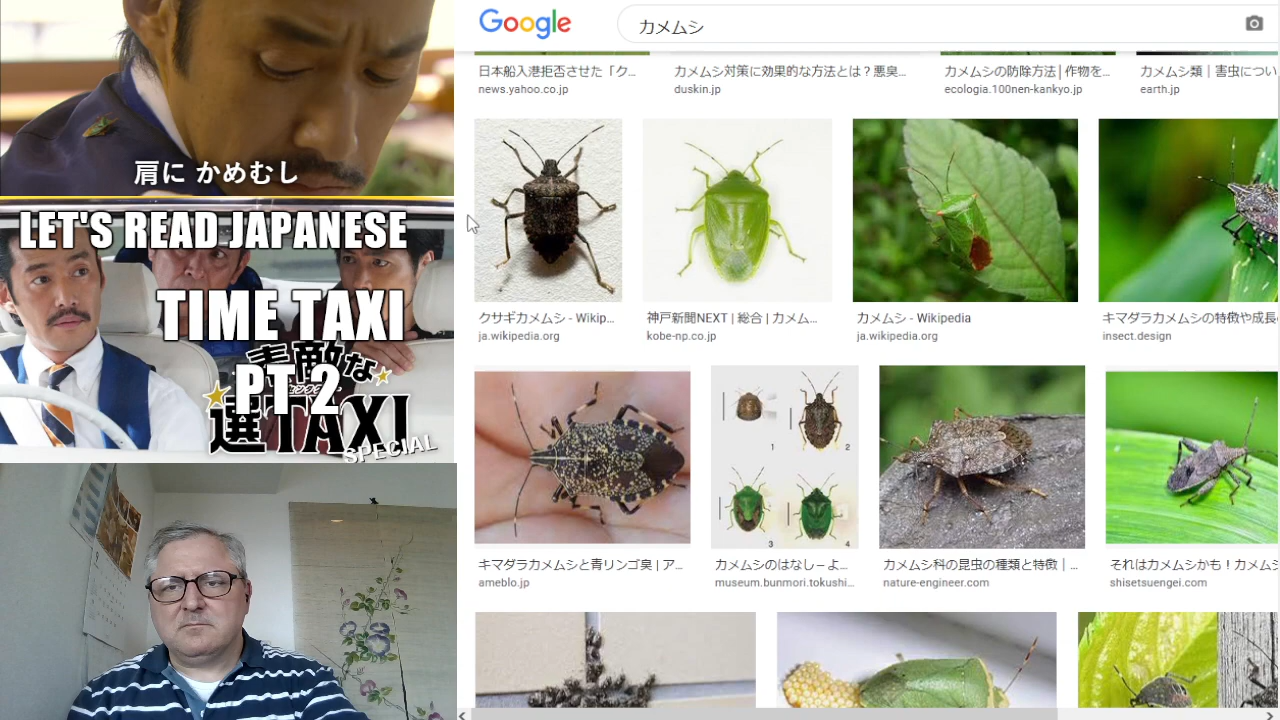 肩に かめむし
LET'S READ JAPANESE
TIME TAXI
素敵な
PT 2
選TAXI
SPECIAL
Google
カメムシ
日本船入港拒否させた「ク...
news.yahoo.co.jp
カメムシ対策に効果的な方法とは？悪臭...
duskin.jp
カメムシの防除方法│作物を...
ecologia.100nen-kankyo.jp
カメムシ類｜害虫につい
earth.jp
クサギカメムシ - Wikip...
ja.wikipedia.org
神戸新聞NEXT | 総合 | カメム...
kobe-np.co.jp
カメムシ - Wikipedia
ja.wikipedia.org
キマダラカメムシの特徴や成長
insect.design
キマダラカメムシと青リンゴ臭 | ア...
ameblo.jp
1
2
3
4
カメムシのはなし – よ...
museum.bunmori.tokushi...
カメムシ科の昆虫の種類と特徴｜...
nature-engineer.com
それはカメムシかも！カメムシ
shisetsuengei.com